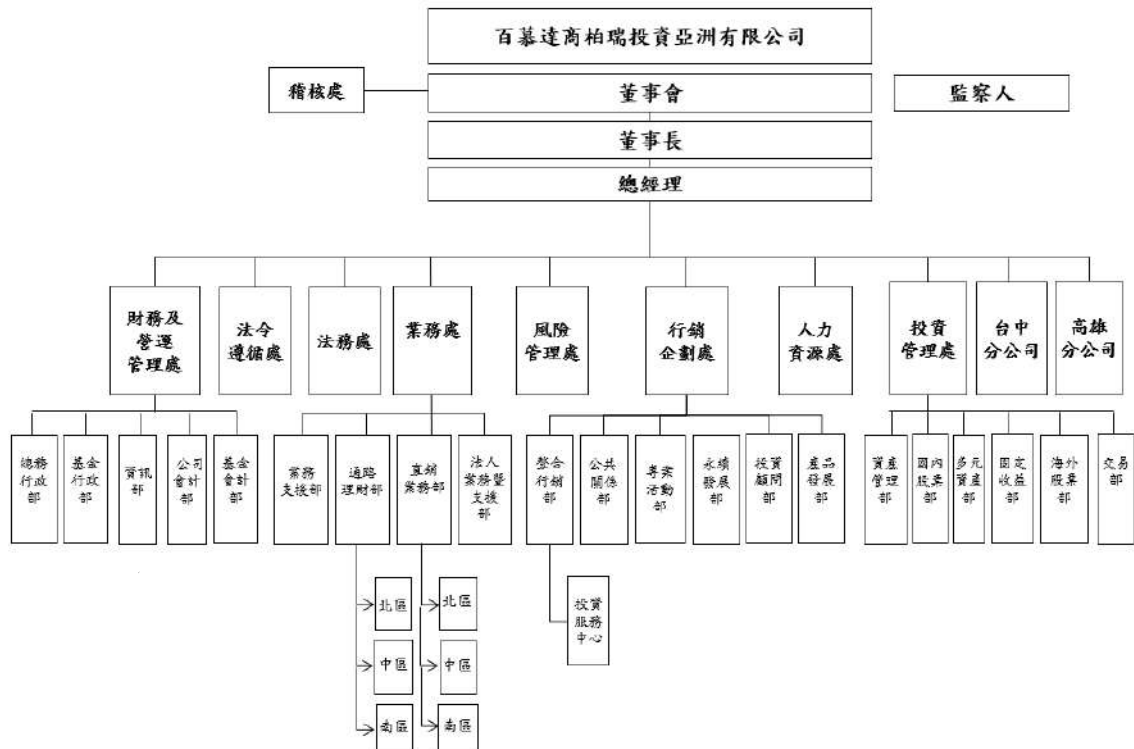 百慕達商柏瑞投資亞洲有限公司
稽核處
董事會
監察人
董事長
總經理
財務及
營運
管理處
法令
遵循處
法務處
業務處
風險
管理處
行銷
企劃處
人力
資源處
投資
管理處
台中
分公司
高雄
分公司
總務
行政
部
基金
行政
部
資訊
部
公司
會計
部
基金
會計
部
業務
支援部
通路
理財部
直銷
業務部
法人
業務暨
支援
部
整合
行銷
部
公共
關係
部
專業
活動
部
永續
發展
部
投資
顧問
部
產品
發展
部
資產
管理
部
國內
股票
部
多元
資產
部
固定
收益
部
海外
股票
部
交易
部
北區
中區
南區
北區
中區
南區
投資
服務
中心